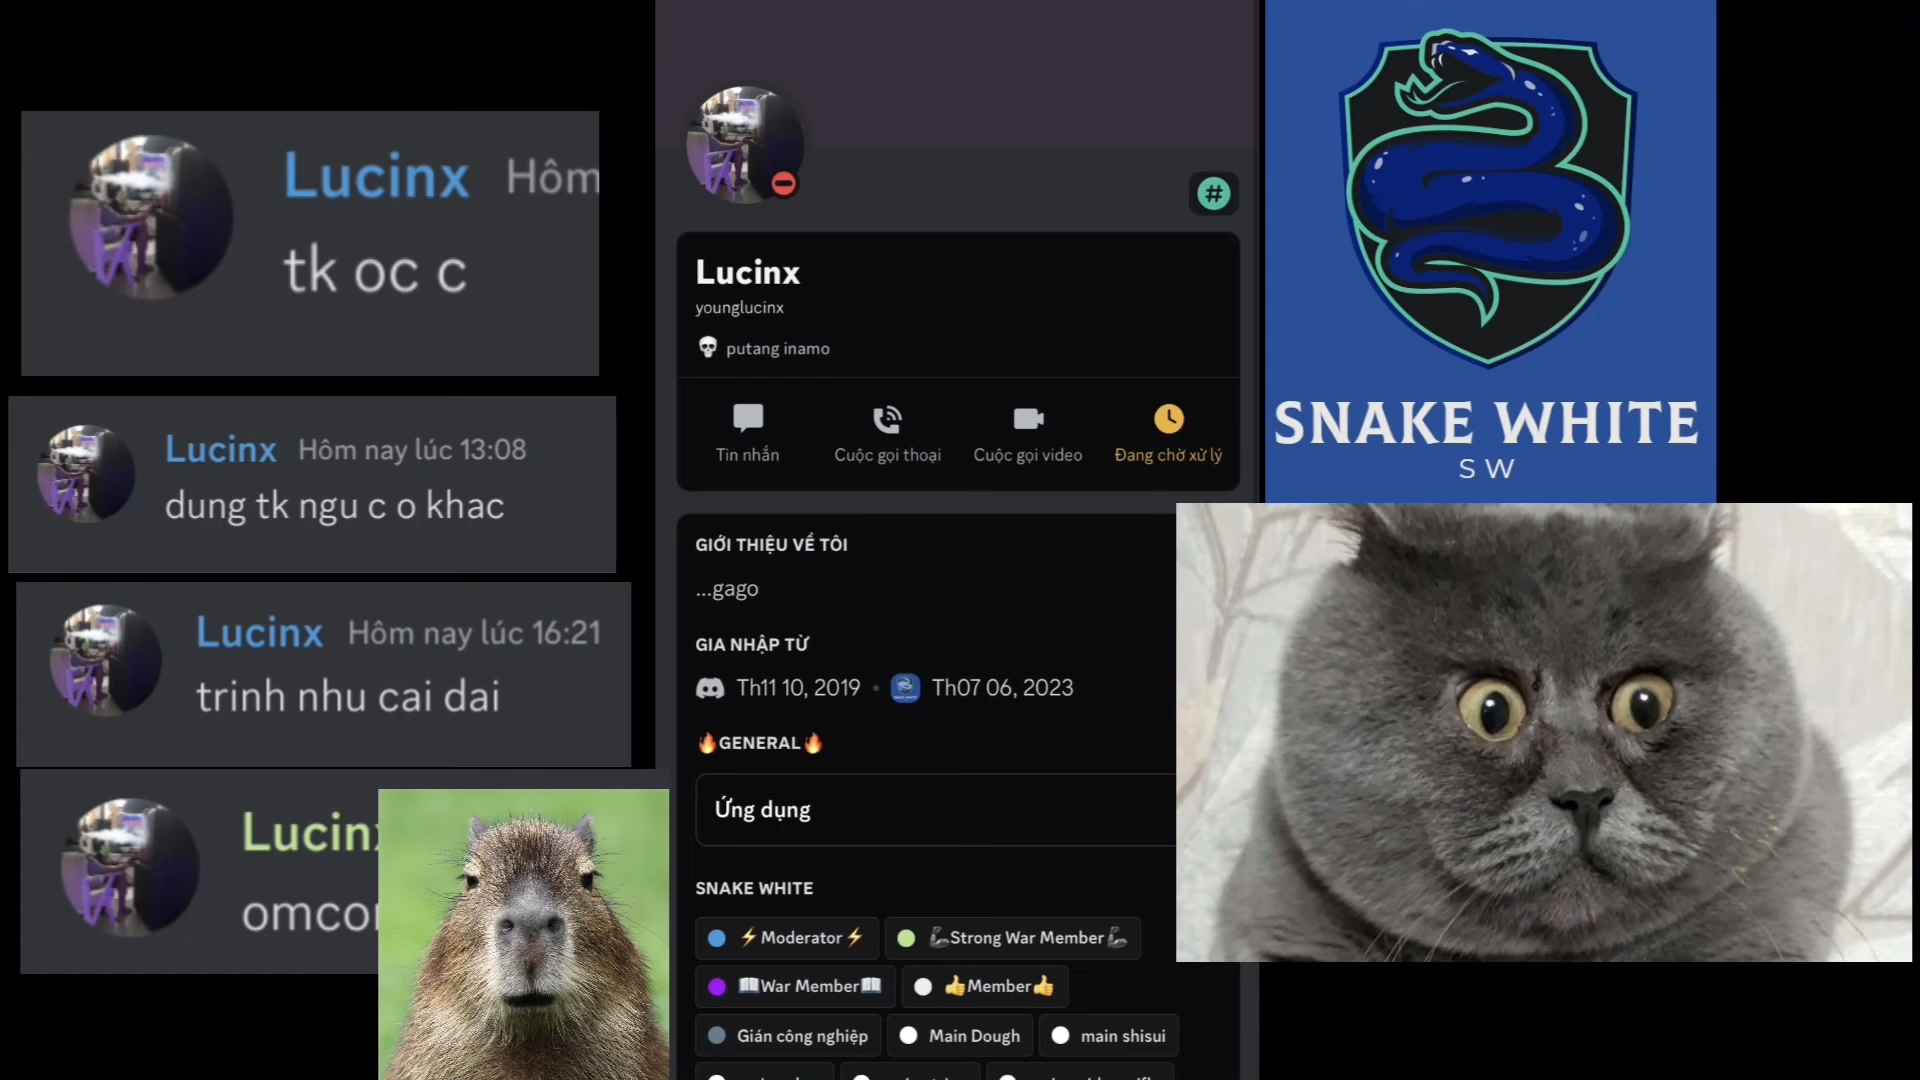 Lucinx Hôm
tk oc c
Lucinx Hôm nay lúc 13:08
dung tk ngu c o khac
Lucinx Hôm nay lúc 16:21
trinh nhu cai dai
Lucinx
Lucinx
younglucinx
putang inamo
Tin nhắn
Cuộc gọi thoại
Cuộc gọi video
Đang chờ xử lý
GIỚI THIỆU VỀ TÔI
...gago
GIA NHẬP TỪ
Th11 10, 2019 • Th07 06, 2023
🔥GENERAL🔥
Ứng dụng
SNAKE WHITE
⚡Moderator⚡
🦾Strong War Member🦾
📖War Member📖
👍Member👍
Gián công nghiệp
Main Dough
main shisui
SNAKE WHITE
SW